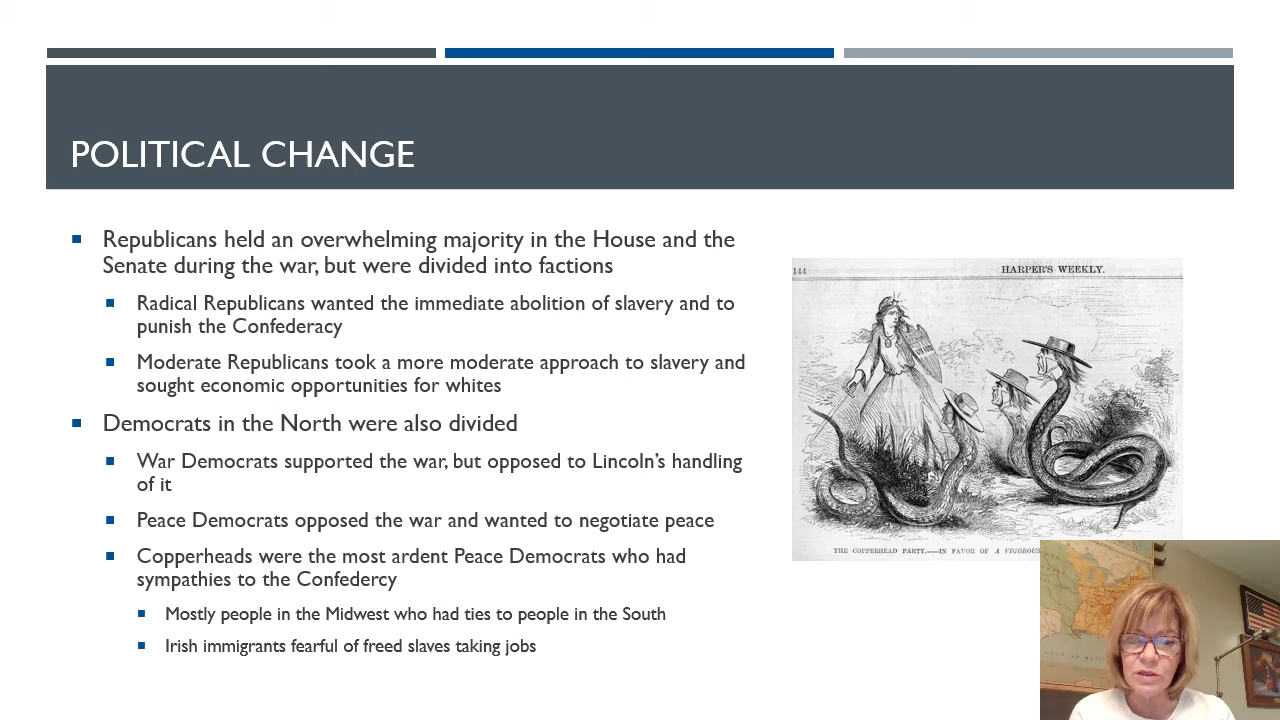 POLITICAL CHANGE
Republicans held an overwhelming majority in the House and the
Senate during the war, but were divided into factions
Radical Republicans wanted the immediate abolition of slavery and to
punish the Confederacy
Moderate Republicans took a more moderate approach to slavery and
sought economic opportunities for whites
Democrats in the North were also divided
War Democrats supported the war, but opposed to Lincoln's handling
of it
Peace Democrats opposed the war and wanted to negotiate peace
Copperheads were the most ardent Peace Democrats who had
sympathies to the Confedercy
Mostly people in the Midwest who had ties to people in the South
Irish immigrants fearful of freed slaves taking jobs
144
HARPER'S WEEKLY.
THE COPPERHEAD PARTY.—IN FAVOR OF A VIGOROUS